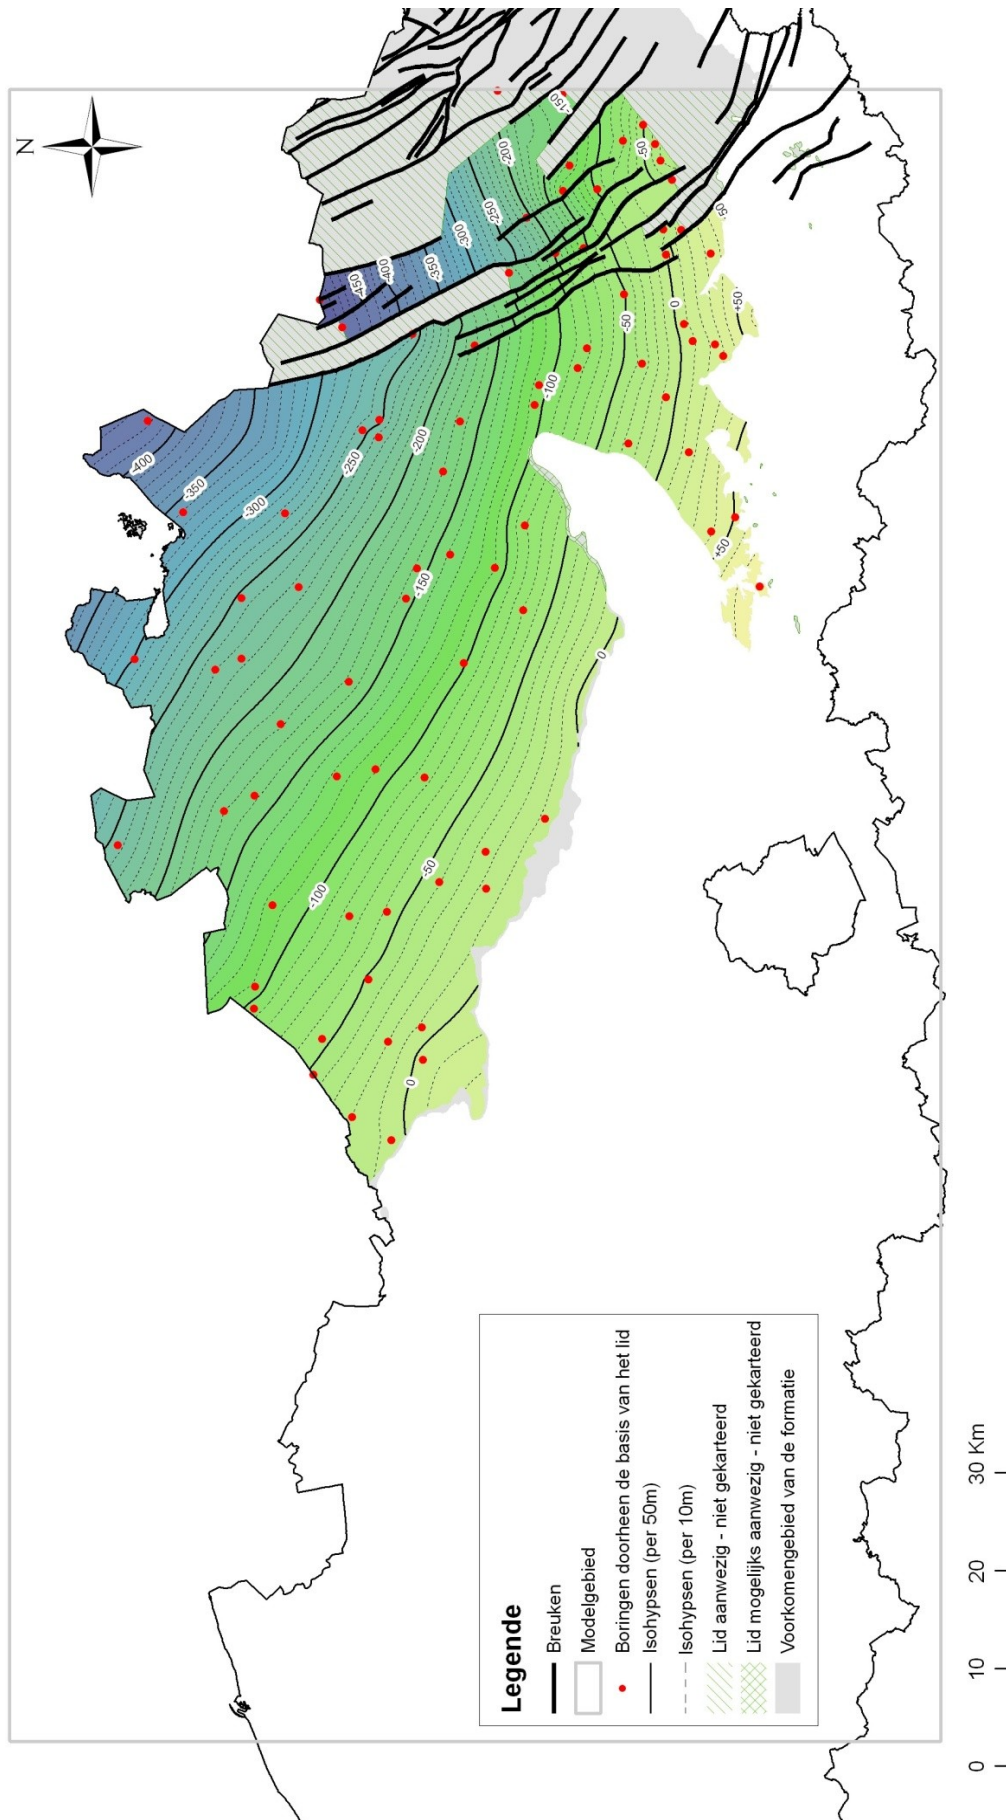 N
-450
-400
-350
-300
-250
-200
-150
-50
50
+50
0
-50
-100
-400
-350
-300
-250
-200
-150
+50
0
-100
-50
0
Legende
Breuken
Modelgebied
Boringen doorheen de basis van het lid
Isohypsen (per 50m)
Isohypsen (per 10m)
Lid aanwezig - niet gekarteerd
Lid mogelijks aanwezig - niet gekarteerd
Voorkomengebied van de formatie
0 10 20 30 Km